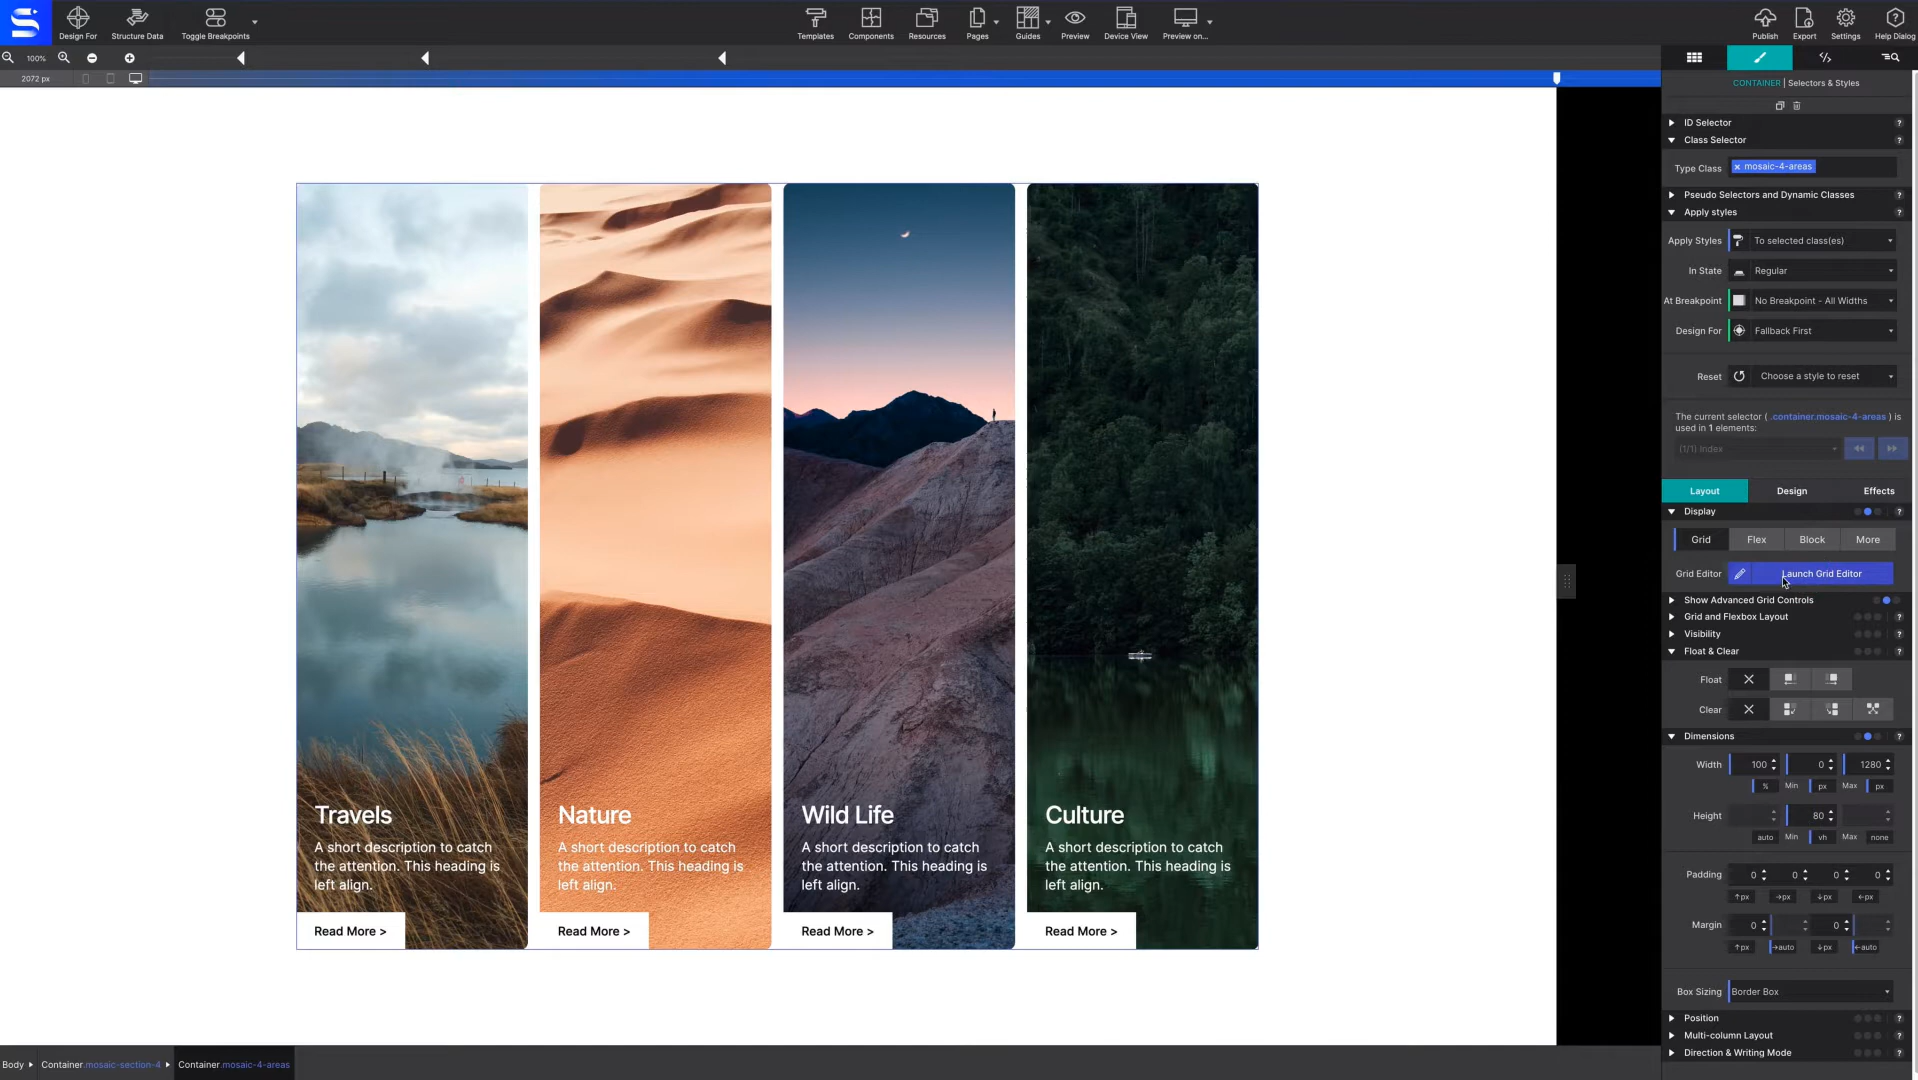 Design For
Structure Data
Toggle Breakpoints
Templates
Components
Resources
Pages
Guides
Preview
Device View
Preview on...
Publish
Export
Settings
Help Dialog
100%
2072 px
CONTAINER | Selectors & Styles
ID Selector ?
Class Selector ?
Type Class × mosaic-4-areas
Pseudo Selectors and Dynamic Classes ?
Apply styles ?
Apply Styles To selected class(es)
In State Regular
At Breakpoint No Breakpoint - All Widths
Design For Fallback First
Reset Choose a style to reset
The current selector ( .container.mosaic-4-areas ) is
used in 1 elements:
(1/1) Index
Layout Design Effects
Display ?
Grid Flex Block More
Grid Editor Launch Grid Editor
Show Advanced Grid Controls
Grid and Flexbox Layout ?
Visibility ?
Float & Clear ?
Float
Clear
Dimensions ?
Width 100 0 1280
% Min px Max px
Height 80
auto Min vh Max none
Padding 0 0 0 0
↑px →px ↓px ←px
Margin 0 0
↑px →auto ↓px ←auto
Box Sizing Border Box
Position ?
Multi-column Layout ?
Direction & Writing Mode ?
Travels
A short description to catch
the attention. This heading is
left align.
Read More >
Nature
A short description to catch
the attention. This heading is
left align.
Read More >
Wild Life
A short description to catch
the attention. This heading is
left align.
Read More >
Culture
A short description to catch
the attention. This heading is
left align.
Read More >
Body Container.mosaic-section-4 Container.mosaic-4-areas